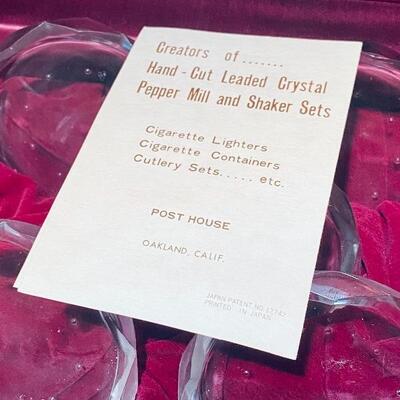 Creators of.......
Hand-Cut Leaded Crystal
Pepper Mill and Shaker Sets
Cigarette Lighters
Cigarette Containers
Cutlery Sets..... etc.
POST HOUSE
OAKLAND, CALIF.
JAPAN PATENT NO.
PRINTED IN JAPAN